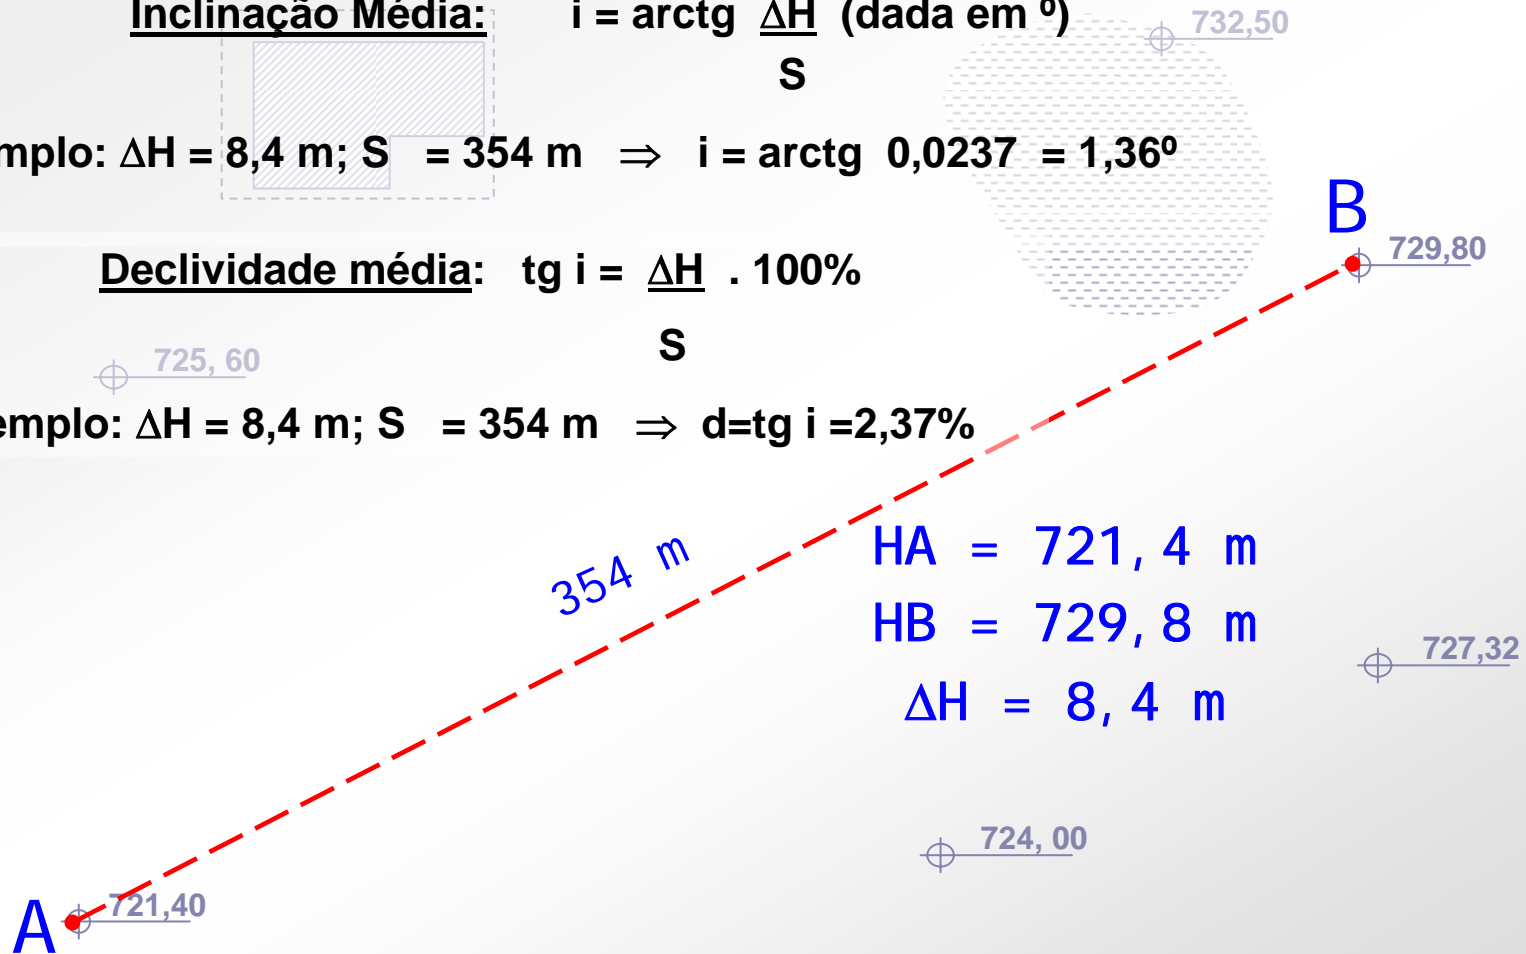 Inclinação Média: i = arctg ΔH (dada em º)
S
732,50
mplo: ΔH = 8,4 m; S = 354 m ⇒ i = arctg 0,0237 = 1,36º
B
729,80
Declividade média: tg i = ΔH . 100%
S
725, 60
emplo: ΔH = 8,4 m; S = 354 m ⇒ d=tg i =2,37%
354 m
HA = 721,4 m
HB = 729,8 m
ΔH = 8,4 m
727,32
724, 00
721,40
A